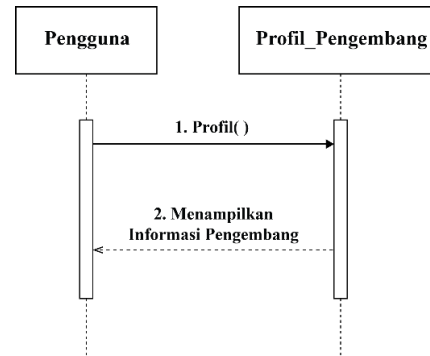 Pengguna
Profil_Pengembang
1. Profil( )
2. Menampilkan
Informasi Pengembang